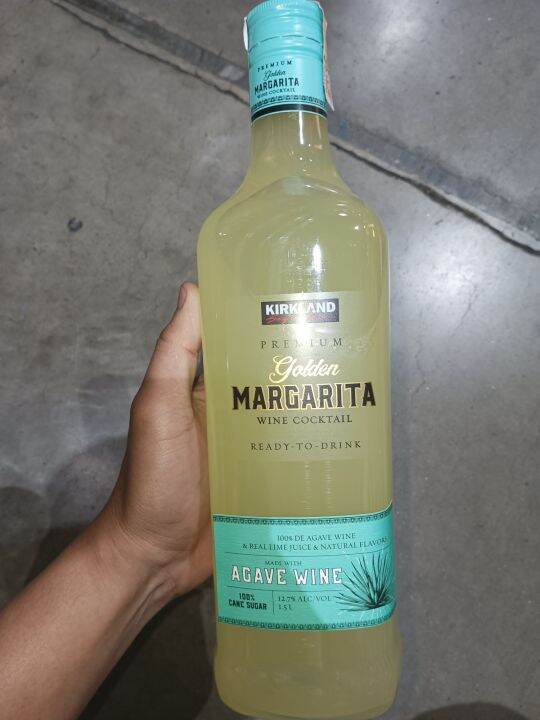 PREMIUM
Golden
MARGARITA
WINE COCKTAIL
KIRKLAND
Signature
PREMIUM
Golden
MARGARITA
WINE COCKTAIL
READY-TO-DRINK
100% DE AGAVE WINE
& REAL LIME JUICE & NATURAL FLAVORS
MADE WITH
AGAVE WINE
100%
CANE SUGAR
12.7% ALC/VOL
1.5 L